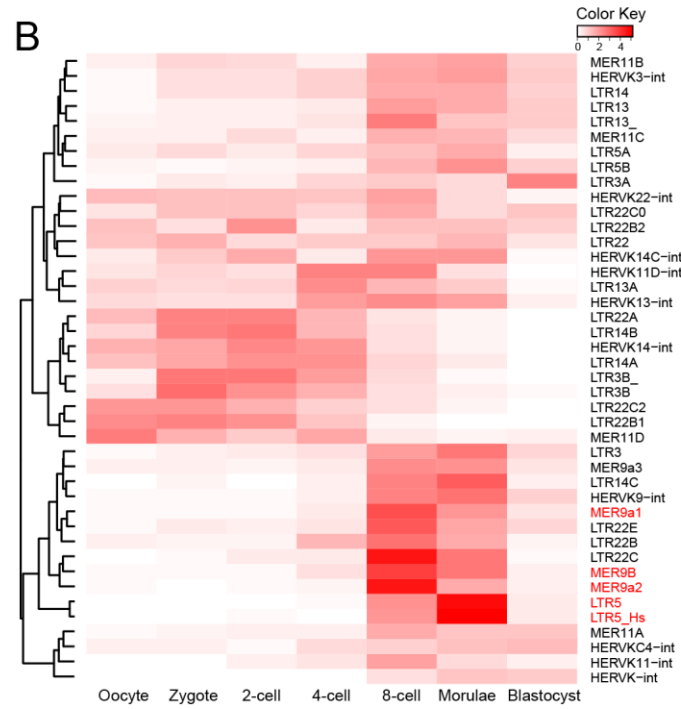 B
Color Key
0 2 4
MER11B
HERVK3-int
LTR14
LTR13
LTR13_
MER11C
LTR5A
LTR5B
LTR3A
HERVK22-int
LTR22C0
LTR22B2
LTR22
HERVK14C-int
HERVK11D-int
LTR13A
HERVK13-int
LTR22A
LTR14B
HERVK14-int
LTR14A
LTR3B_
LTR3B
LTR22C2
LTR22B1
MER11D
LTR3
MER9a3
LTR14C
HERVK9-int
MER9a1
LTR22E
LTR22B
LTR22C
MER9B
MER9a2
LTR5
LTR5_Hs
MER11A
HERVKC4-int
HERVK11-int
HERVK-int
Oocyte Zygote 2-cell 4-cell 8-cell Morulae Blastocyst